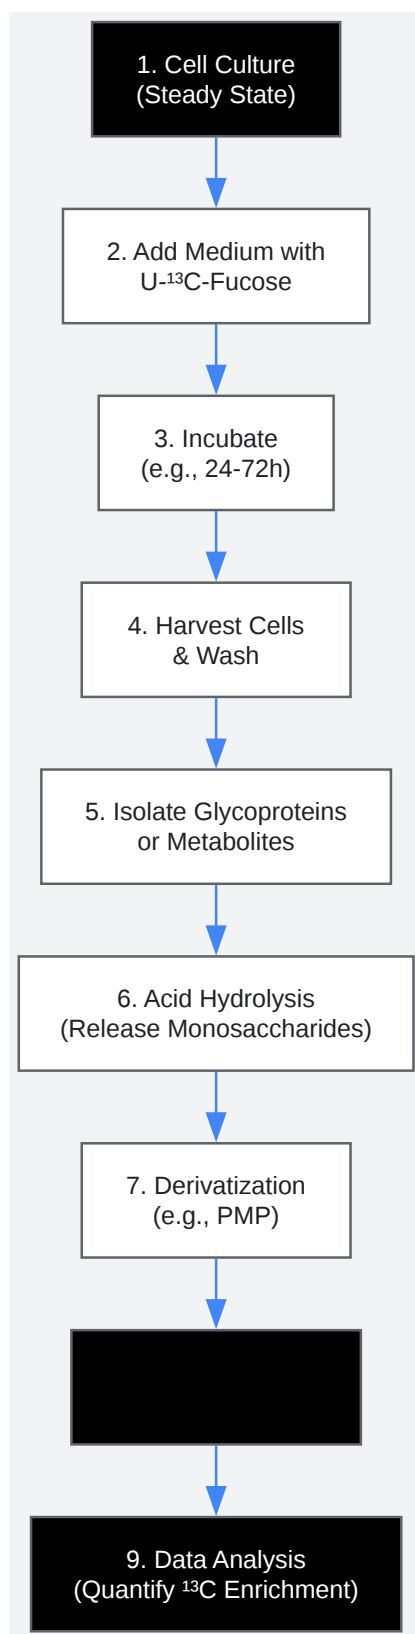 1. Cell Culture
(Steady State)
2. Add Medium with
U-¹³C-Fucose
3. Incubate
(e.g., 24-72h)
4. Harvest Cells
& Wash
5. Isolate Glycoproteins
or Metabolites
6. Acid Hydrolysis
(Release Monosaccharides)
7. Derivatization
(e.g., PMP)
9. Data Analysis
(Quantify ¹³C Enrichment)